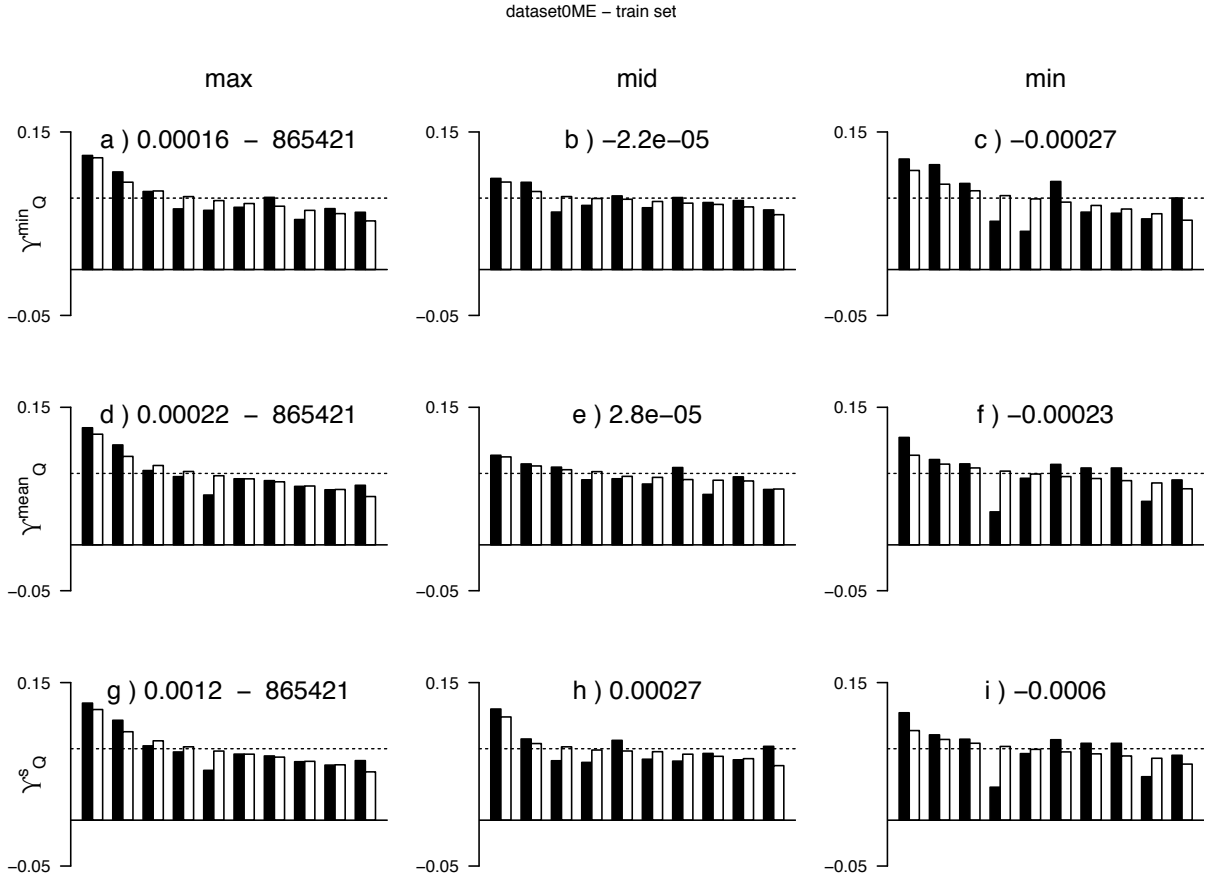 dataset0ME − train set
max mid min
0.15 a ) 0.00016 − 865421 0.15 b ) −2.2e−05 0.15 c ) −0.00027
ϒmin Q
−0.05 −0.05 −0.05
0.15 d ) 0.00022 − 865421 0.15 e ) 2.8e−05 0.15 f ) −0.00023
ϒmean Q
−0.05 −0.05 −0.05
0.15 g ) 0.0012 − 865421 0.15 h ) 0.00027 0.15 i ) −0.0006
ϒs Q
−0.05 −0.05 −0.05